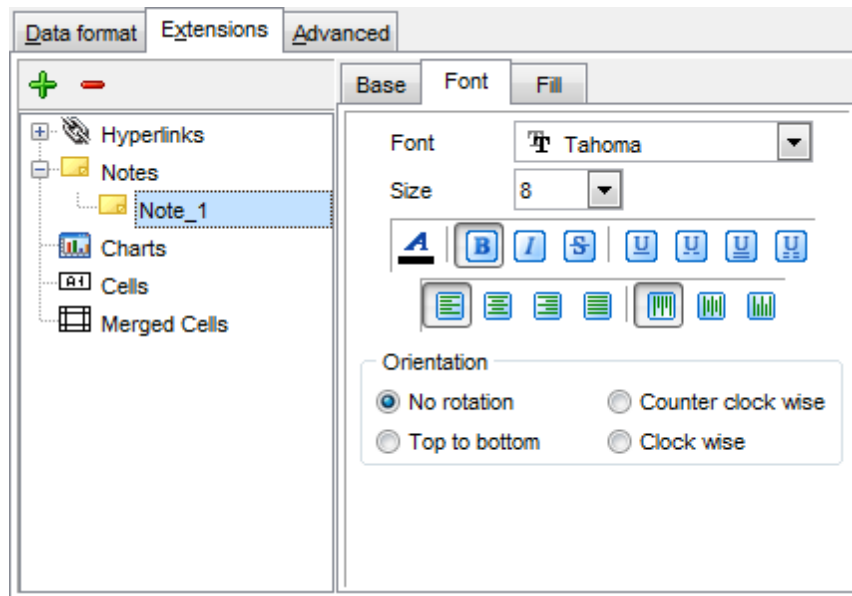 Data format Extensions Advanced
Base Font Fill
Hyperlinks
Notes
Note_1
Charts
A1 Cells
Merged Cells
Font Tahoma
Size 8
A B I S U U U U
Orientation
No rotation Counter clock wise
Top to bottom Clock wise